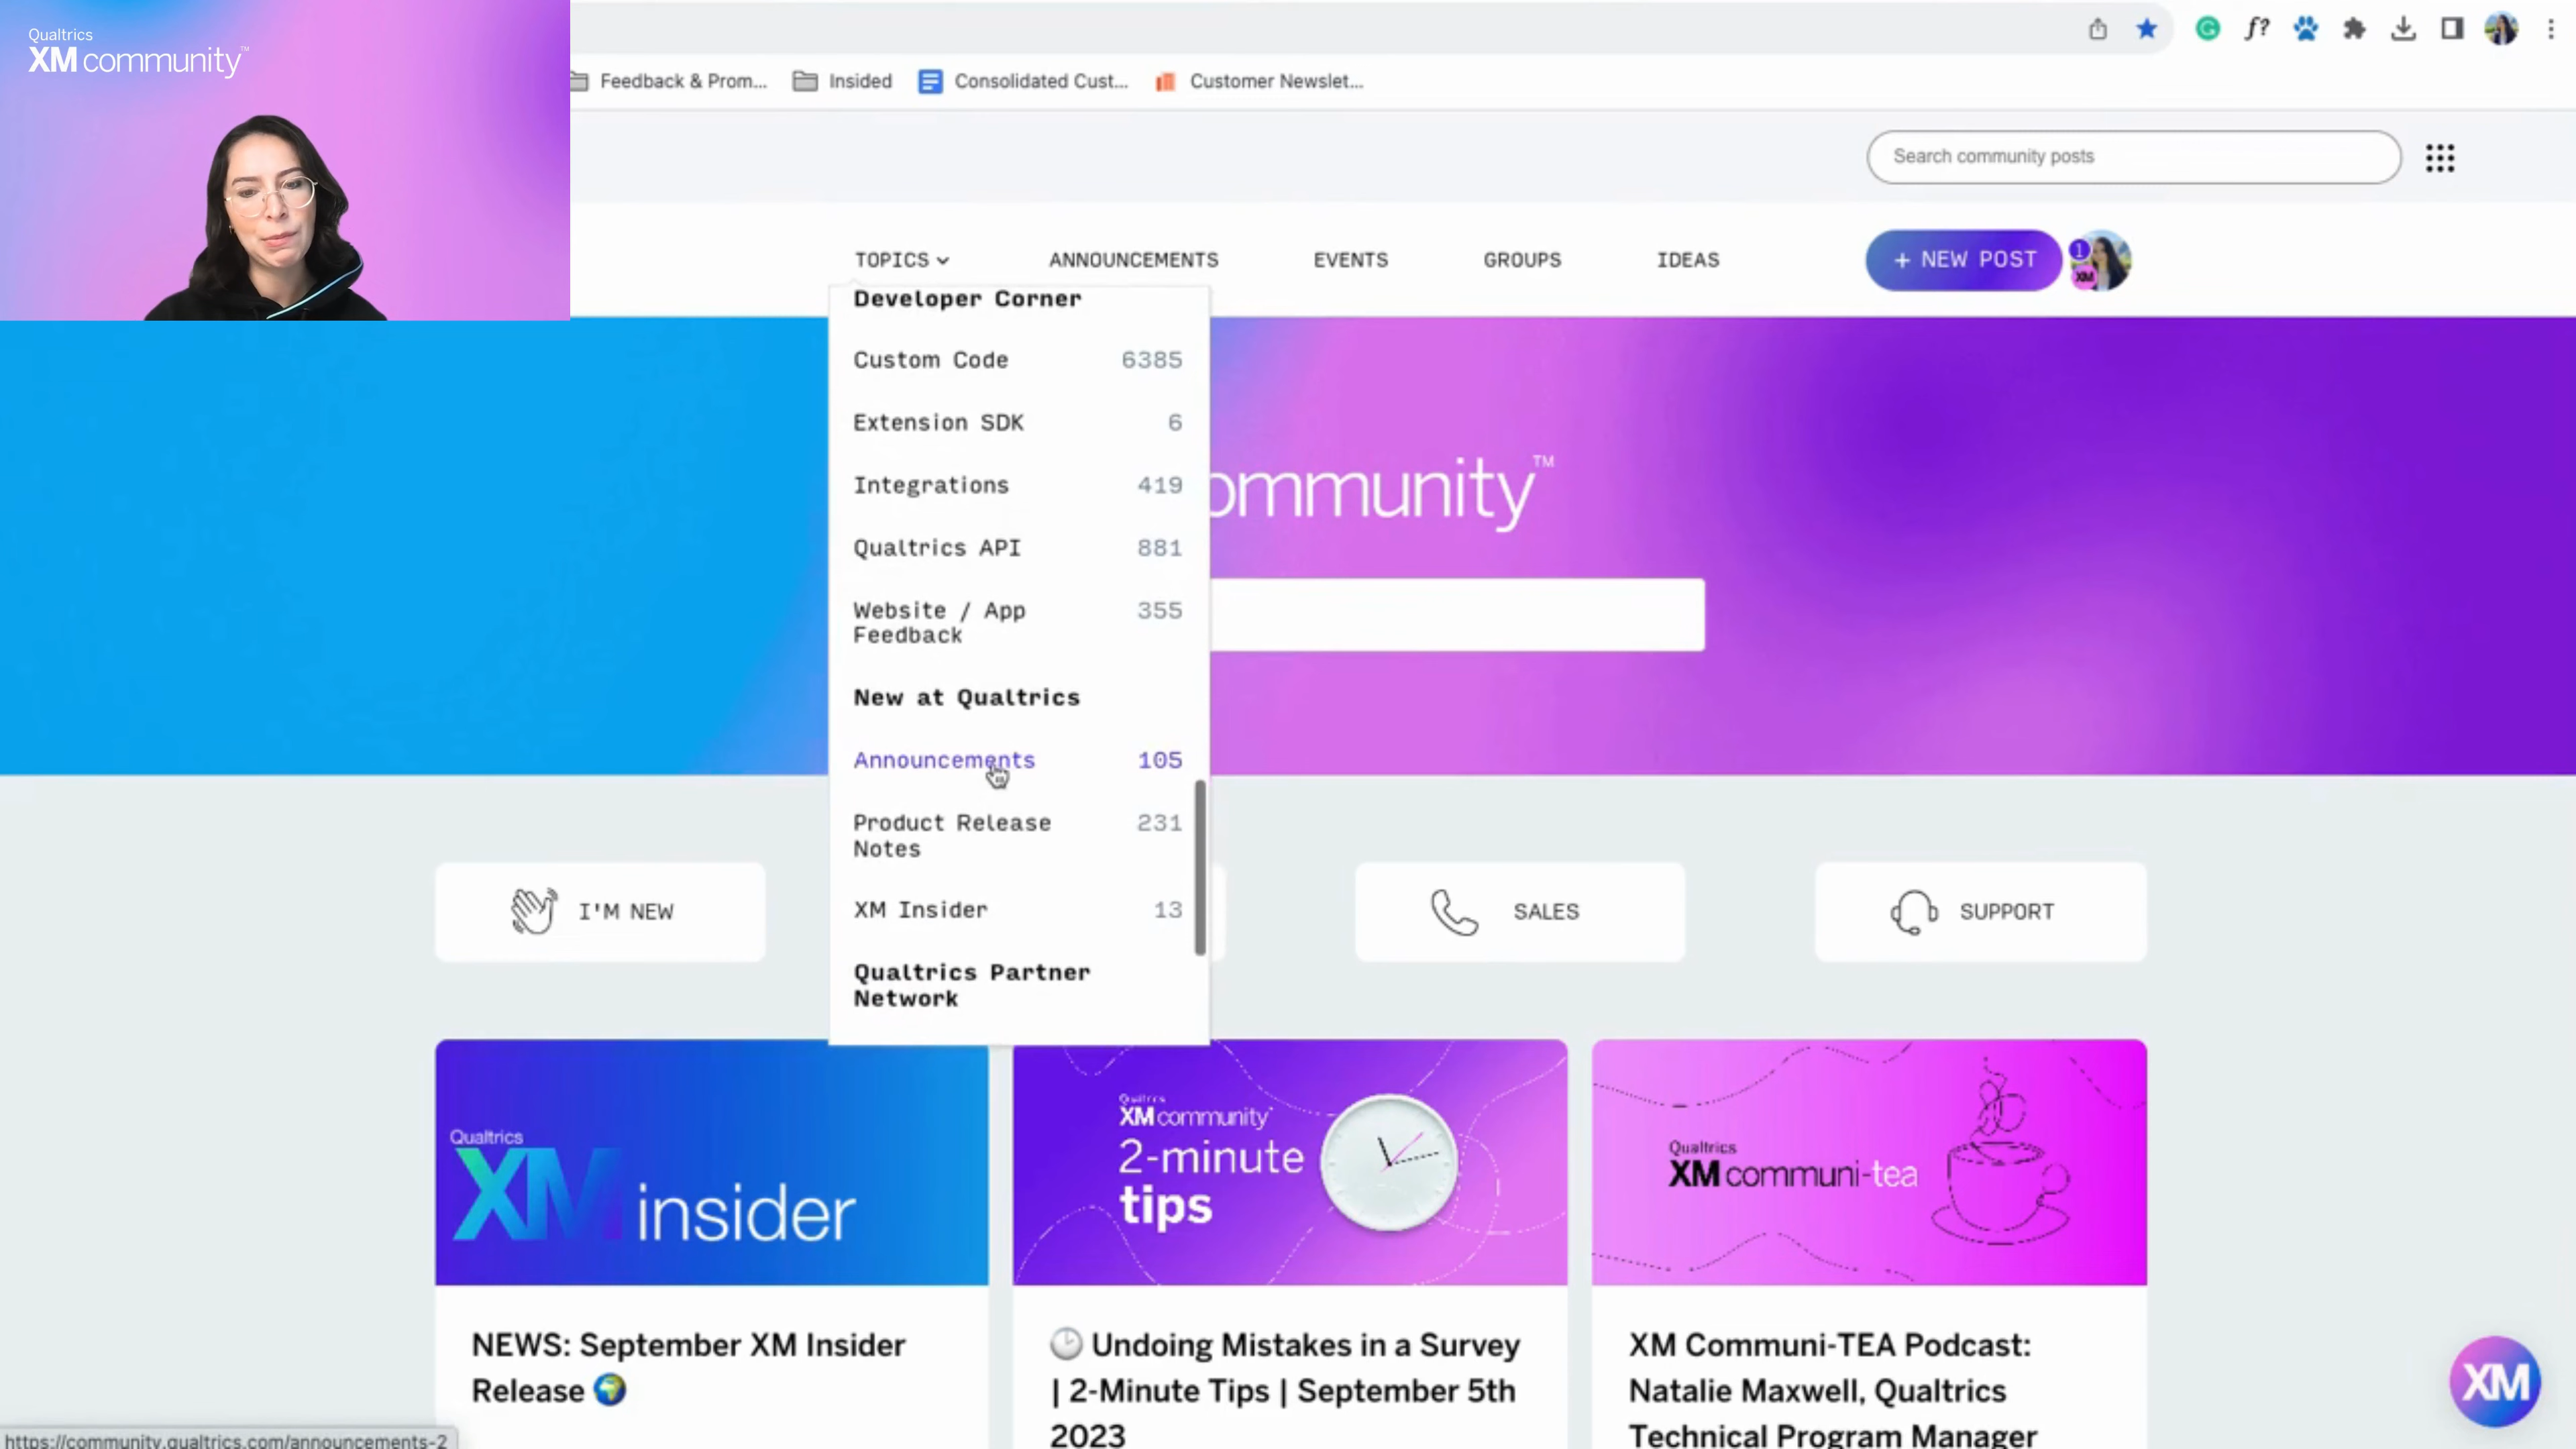 Qualtrics
XM community™
Feedback & Prom...
Insided
Consolidated Cust...
Customer Newslet...
f?
Search community posts
TOPICS
ANNOUNCEMENTS
EVENTS
GROUPS
IDEAS
+ NEW POST
1
XM
Developer Corner
Custom Code 6385
Extension SDK 6
Integrations 419
Qualtrics API 881
Website / App 355
Feedback
New at Qualtrics
Announcements 105
Product Release 231
Notes
XM Insider 13
Qualtrics Partner
Network
ommunity™
I'M NEW
SALES
SUPPORT
Qualtrics
XM insider
Qualtrics
XM community
2-minute
tips
Qualtrics
XM communi-tea
NEWS: September XM Insider
Release 🌍
🕑 Undoing Mistakes in a Survey
| 2-Minute Tips | September 5th
2023
XM Communi-TEA Podcast:
Natalie Maxwell, Qualtrics
Technical Program Manager
XM
https://community.qualtrics.com/announcements-2